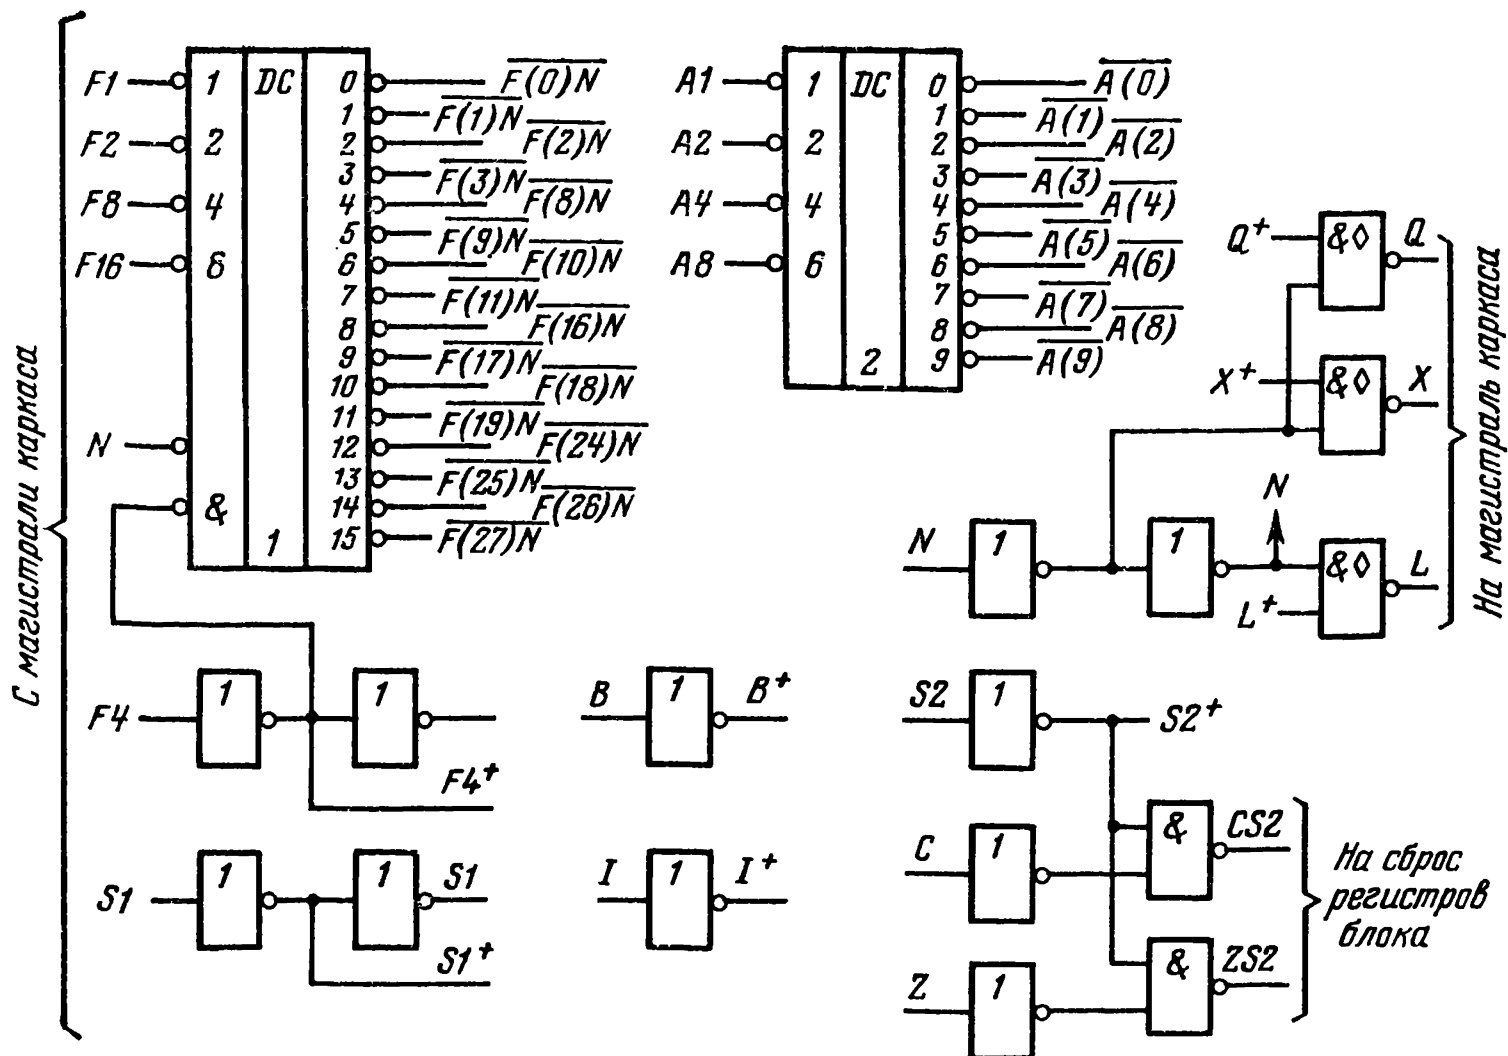 С магистрали каркаса
F1
F2
F8
F16
N
1
2
4
6
&
DC
1
0
1
2
3
4
5
6
7
8
9
10
11
12
13
14
15
F(0)N
F(1)N
F(2)N
F(3)N
F(8)N
F(9)N
F(10)N
F(11)N
F(16)N
F(17)N
F(18)N
F(19)N
F(24)N
F(25)N
F(26)N
F(27)N
A1
A2
A4
A8
1
2
4
6
DC
2
0
1
2
3
4
5
6
7
8
9
A(0)
A(1)
A(2)
A(3)
A(4)
A(5)
A(6)
A(7)
A(8)
A(9)
Q⁺
&◊
Q
X⁺
&◊
X
N
1
1
N
L⁺
&◊
L
На магистраль каркаса
F4
1
1
F4⁺
S1
1
1
S1
S1⁺
B
1
B⁺
I
1
I⁺
S2
1
S2⁺
C
1
&
CS2
Z
1
&
ZS2
На сброс
регистров
блока